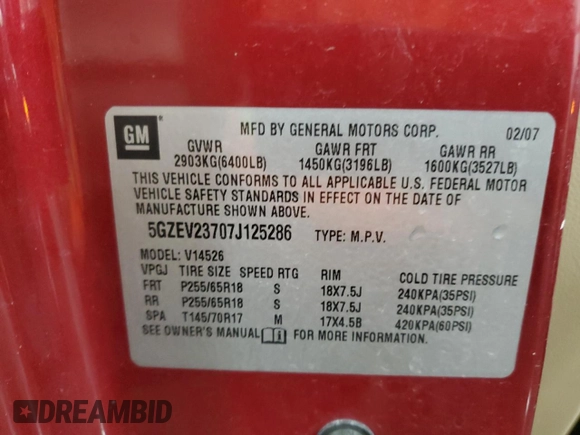 GM
MFD BY GENERAL MOTORS CORP. 02/07
GVWR GAWR FRT GAWR RR
2903KG(6400LB) 1450KG(3196LB) 1600KG(3527LB)
THIS VEHICLE CONFORMS TO ALL APPLICABLE U.S. FEDERAL MOTOR
VEHICLE SAFETY STANDARDS IN EFFECT ON THE DATE OF
MANUFACTURE SHOWN ABOVE.
5GZEV23707J125286 TYPE: M.P.V.
MODEL: V14526
VPGJ TIRE SIZE SPEED RTG RIM COLD TIRE PRESSURE
FRT P255/65R18 S 18X7.5J 240KPA(35PSI)
RR P255/65R18 S 18X7.5J 240KPA(35PSI)
SPA T145/70R17 M 17X4.5B 420KPA(60PSI)
SEE OWNER'S MANUAL FOR MORE INFORMATION.
DREAMBID